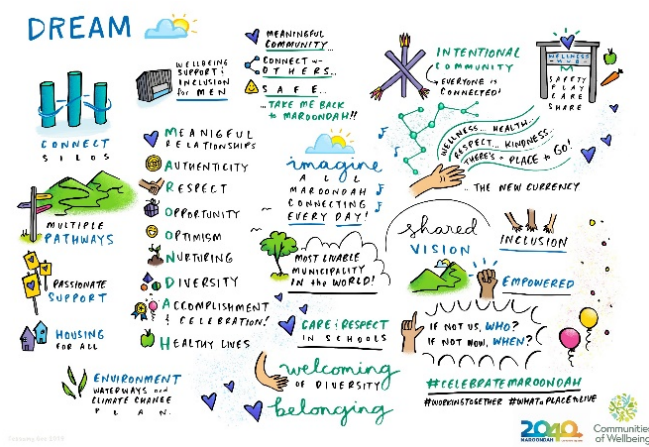 DREAM
CONNECT
SILOS
MULTIPLE
PATHWAYS
PASSIONATE
SUPPORT
HOUSING
FOR ALL
ENVIRONMENT
WATERWAYS and
CLIMATE CHANGE
PLAN.
WELLBEING
SUPPORT &
INCLUSION
for MEN
MEANIGFUL
RELATIONSHIPS
AUTHENTICITY
RESPECT
OPPORTUNITY
OPTIMISM
NURTURING
DIVERSITY
ACCOMPLISHMENT
& CELEBRATION!
HEALTHY LIVES
MEANINGFUL
COMMUNITY...
CONNECT w-
OTHERS...
SAFE...
...TAKE ME BACK
to MAROONDAH!!
imagine
ALL
MAROONDAH
CONNECTING
EVERY DAY!
MOST LIVABLE
MUNICIPALITY
IN the WORLD!
CARE & RESPECT
IN SCHOOLS
welcoming
OF DIVERSITY
belonging
INTENTIONAL
COMMUNITY
EVERYONE is
CONNECTED!
WELLNESS
HUB
M
SAFETY
PLAY
CARE
SHARE
WELLNESS... HEALTH...
RESPECT... KINDNESS...
THERE'S a PLACE to GO!
...THE NEW CURRENCY
shared
VISION
INCLUSION
EMPOWERED
IF NOT US, WHO?
IF NOT NOW, WHEN?
#CELEBRATEMAROONDAH
#WORKINGTOGETHER #WHATaPLACEtoLIVE
2040
MAROONDAH
Communities
of Wellbeing